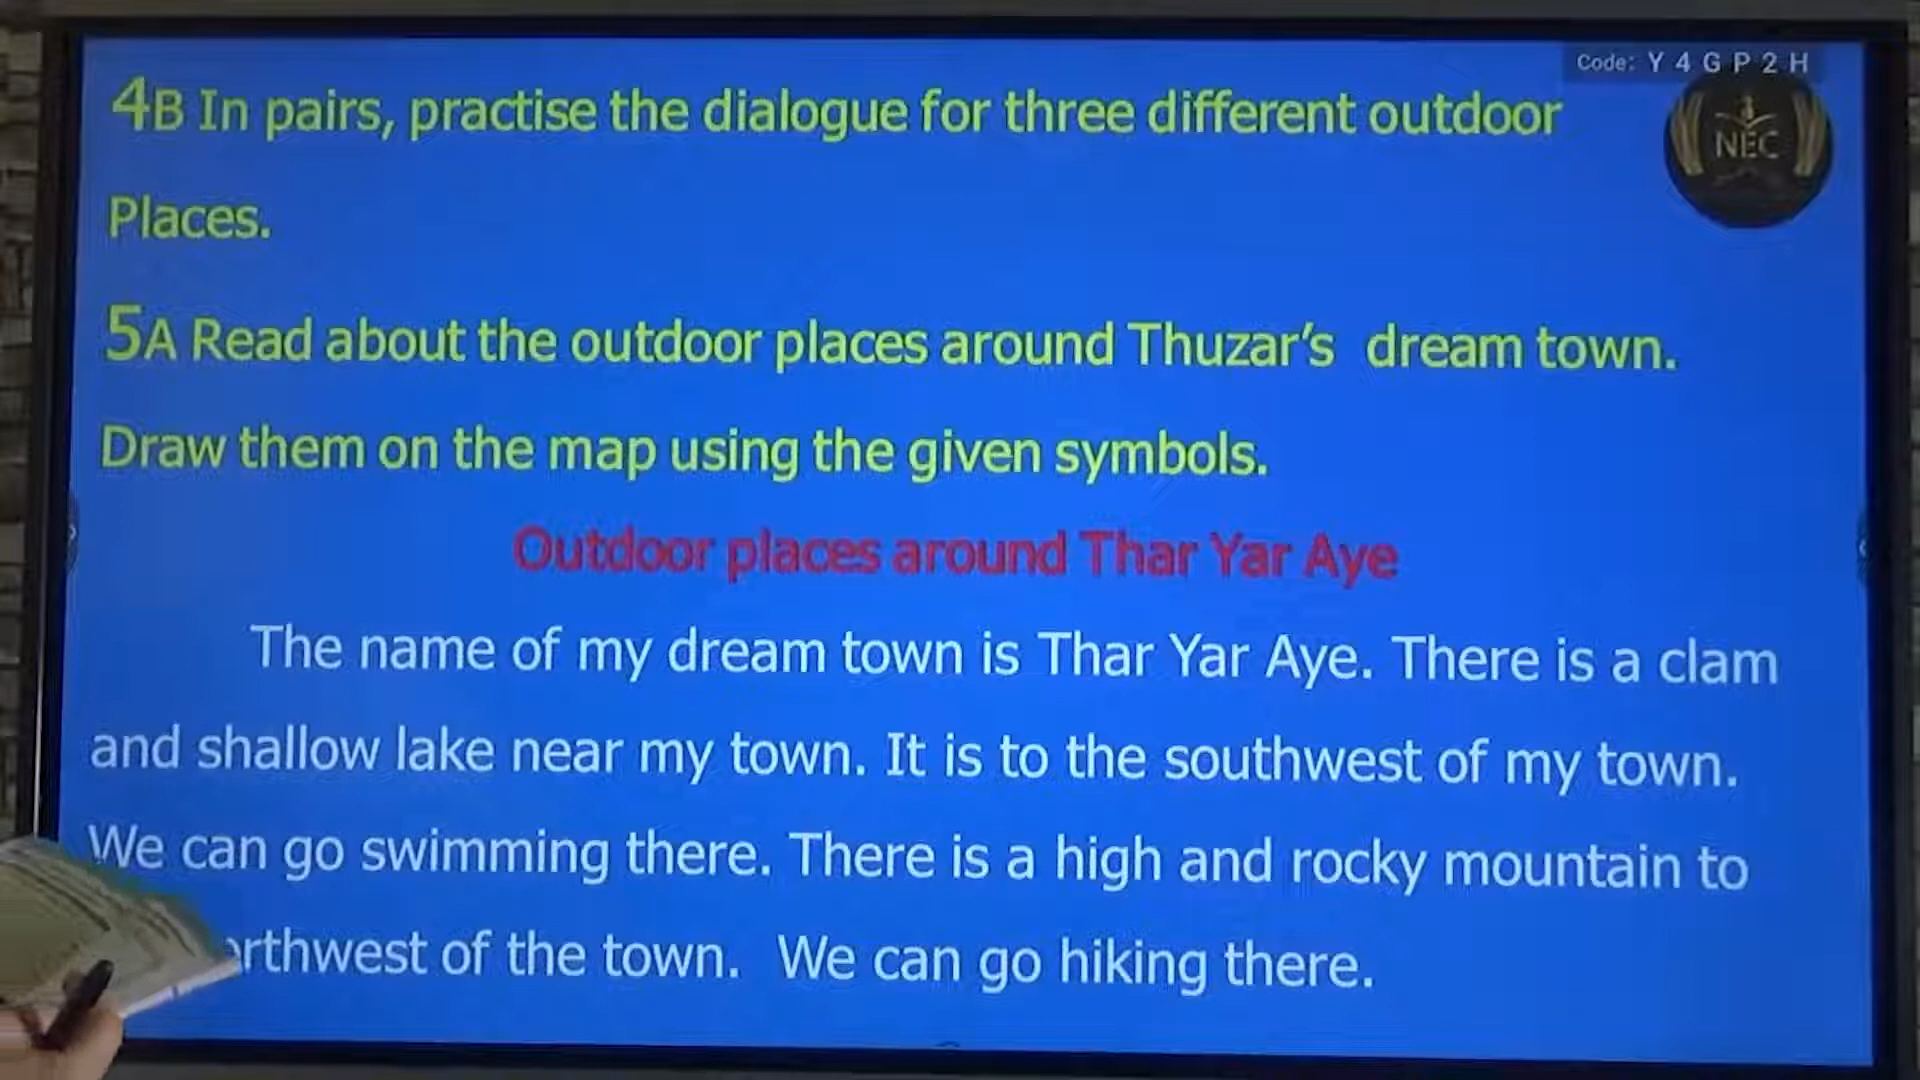 Code: Y 4 G P 2 H
4B In pairs, practise the dialogue for three different outdoor
NEC
Places.
5A Read about the outdoor places around Thuzar's dream town.
Draw them on the map using the given symbols.
Outdoor places around Thar Yar Aye
The name of my dream town is Thar Yar Aye. There is a clam
and shallow lake near my town. It is to the southwest of my town.
We can go swimming there. There is a high and rocky mountain to
of the town. We can go hiking there.